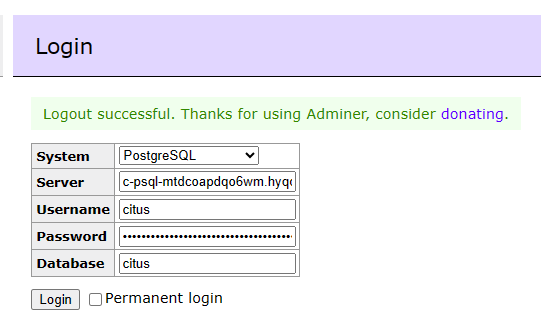 Login
Logout successful. Thanks for using Adminer, consider donating.
System PostgreSQL
Server c-psql-mtdcoapdqo6wm.hyq
Username citus
Password ••••••••••••••••••••••••••••••••
Database citus
Login Permanent login